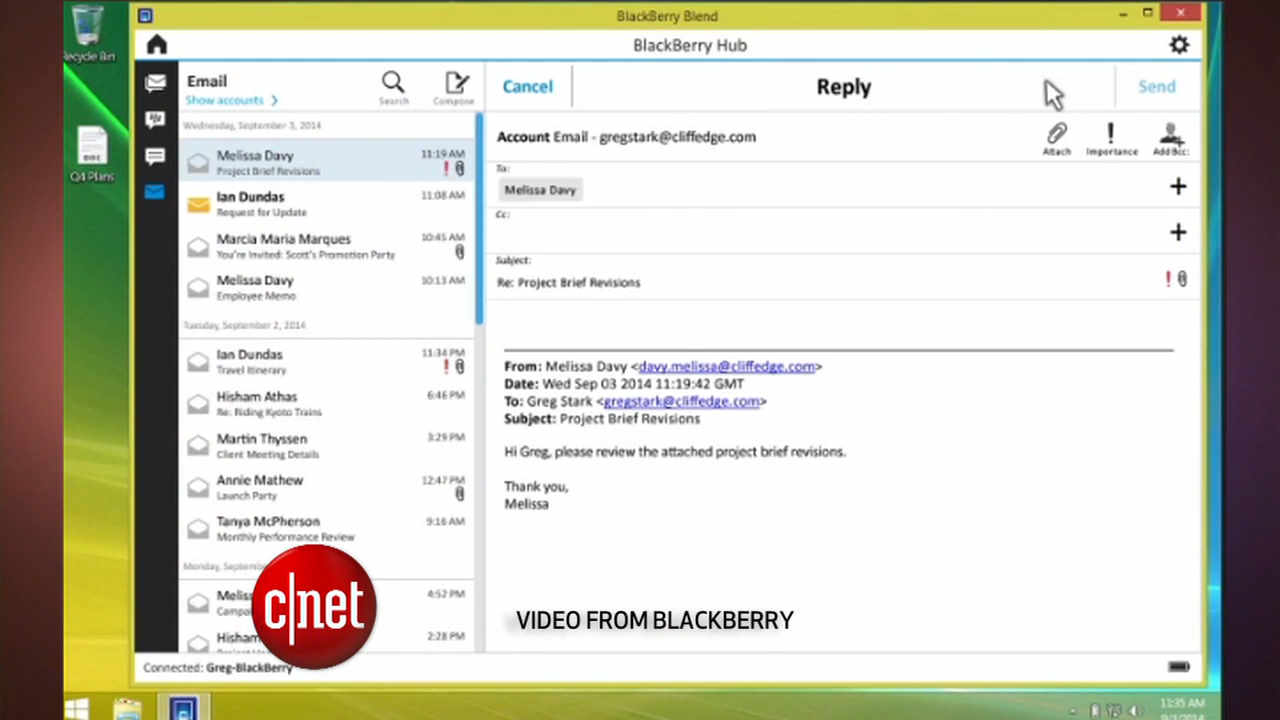 BlackBerry Blend
BlackBerry Hub
Recycle Bin
Q4 Plans
DOC
Email
Show accounts
Search
Compose
Wednesday, September 3, 2014
Melissa Davy 11:19 AM
Project Brief Revisions
Ian Dundas 11:08 AM
Request for Update
Marcia Maria Marques 10:45 AM
You're Invited: Scott's Promotion Party
Melissa Davy 10:13 AM
Employee Memo
Tuesday, September 2, 2014
Ian Dundas 11:34 PM
Travel Itinerary
Hisham Athas 6:46 PM
Re: Riding Kyoto Trains
Martin Thyssen 3:29 PM
Client Meeting Details
Annie Mathew 12:47 PM
Launch Party
Tanya McPherson 9:16 AM
Monthly Performance Review
Monday, Septemb
Melis 4:52 PM
Campa
Hisham 2:28 PM
Cancel
Reply
Send
Account Email - gregstark@cliffedge.com
Attach
Importance
Add Bcc:
To:
Melissa Davy
Cc:
Subject:
Re: Project Brief Revisions
From: Melissa Davy <davy.melissa@cliffedge.com>
Date: Wed Sep 03 2014 11:19:42 GMT
To: Greg Stark <gregstark@cliffedge.com>
Subject: Project Brief Revisions
Hi Greg, please review the attached project brief revisions.
Thank you,
Melissa
c|net
VIDEO FROM BLACKBERRY
Connected: Greg-BlackBerry
11:35 AM